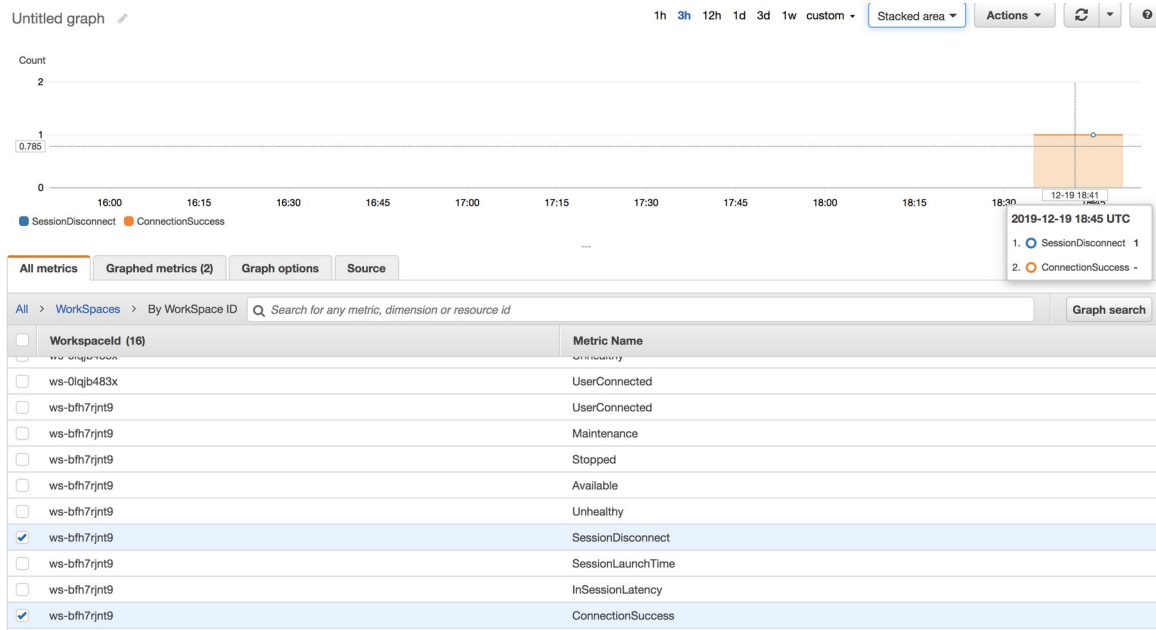 Untitled graph
1h 3h 12h 1d 3d 1w custom Stacked area Actions
Count
2
1
0.785
0
16:00 16:15 16:30 16:45 17:00 17:15 17:30 17:45 18:00 18:15 18:30 12-19 18:41
SessionDisconnect ConnectionSuccess
2019-12-19 18:45 UTC
1. SessionDisconnect 1
2. ConnectionSuccess -
All metrics Graphed metrics (2) Graph options Source
All > WorkSpaces > By WorkSpace ID Search for any metric, dimension or resource id Graph search
WorkspaceId (16) Metric Name
ws-0lqjb483x Unhealthy
ws-0lqjb483x UserConnected
ws-bfh7rjnt9 UserConnected
ws-bfh7rjnt9 Maintenance
ws-bfh7rjnt9 Stopped
ws-bfh7rjnt9 Available
ws-bfh7rjnt9 Unhealthy
ws-bfh7rjnt9 SessionDisconnect
ws-bfh7rjnt9 SessionLaunchTime
ws-bfh7rjnt9 InSessionLatency
ws-bfh7rjnt9 ConnectionSuccess